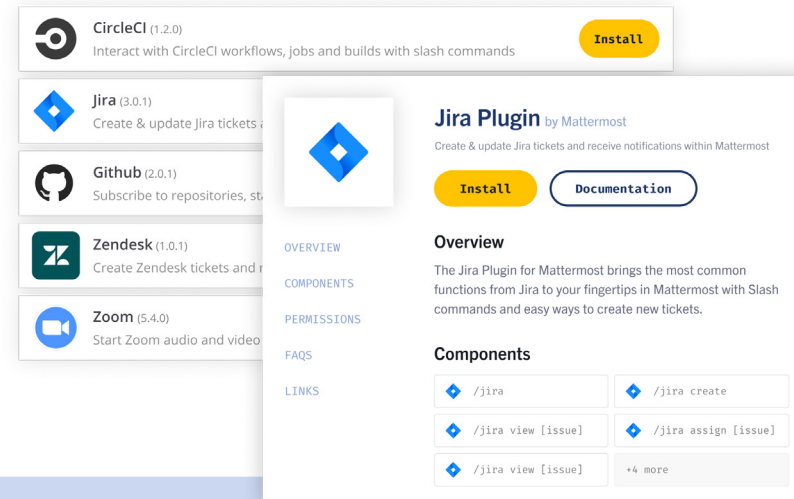 CircleCI (1.2.0)
Interact with CircleCI workflows, jobs and builds with slash commands
Install
Jira (3.0.1)
Create & update Jira tickets
Github (2.0.1)
Subscribe to repositories,
Zendesk (1.0.1)
Create Zendesk tickets and
Zoom (5.4.0)
Start Zoom audio and video
Jira Plugin by Mattermost
Create & update Jira tickets and receive notifications within Mattermost
Install
Documentation
OVERVIEW
COMPONENTS
PERMISSIONS
FAQS
LINKS
Overview
The Jira Plugin for Mattermost brings the most common
functions from Jira to your fingertips in Mattermost with Slash
commands and easy ways to create new tickets.
Components
/jira
/jira create
/jira view [issue]
/jira assign [issue]
/jira view [issue]
+4 more